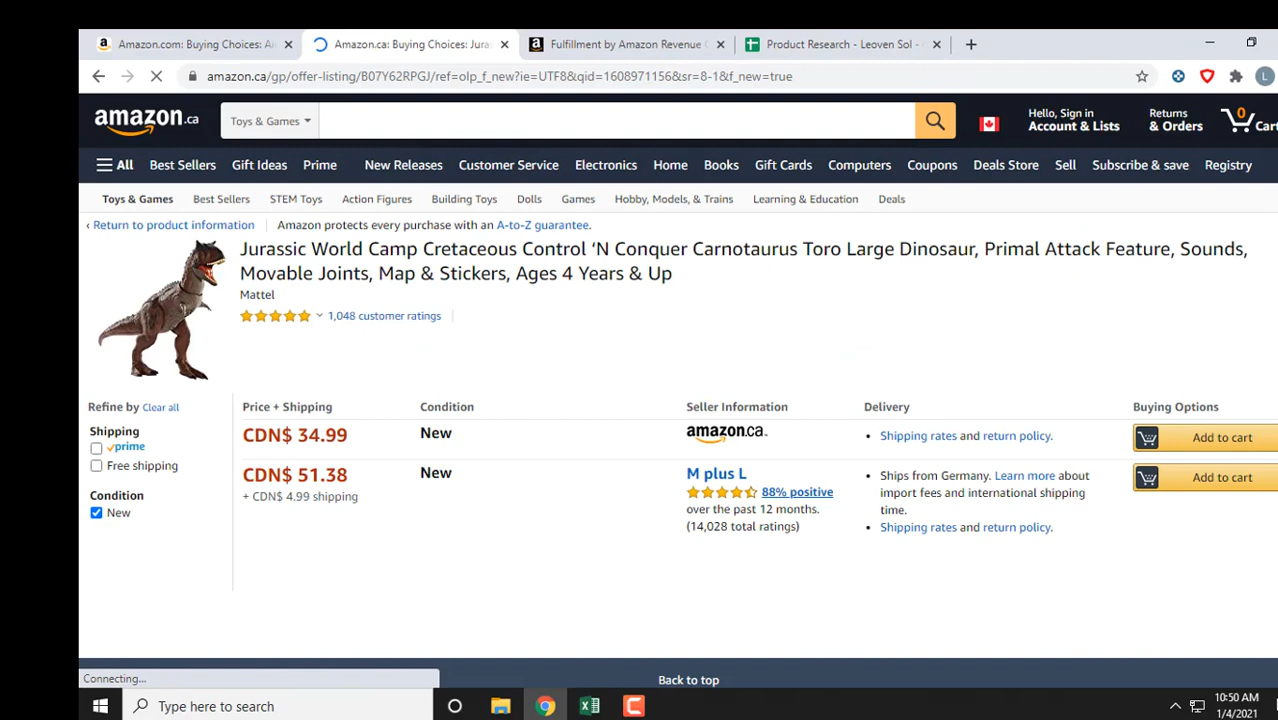 Amazon.com: Buying Choices: A
Amazon.ca: Buying Choices: Juras
Fulfillment by Amazon Revenue C
Product Research - Leoven Sol -
amazon.ca/gp/offer-listing/B07Y62RPGJ/ref=olp_f_new?ie=UTF8&qid=1608971156&sr=8-1&f_new=true
L
amazon.ca
Toys & Games
Hello, Sign in
Account & Lists
Returns
& Orders
0
Cart
All Best Sellers Gift Ideas Prime New Releases Customer Service Electronics Home Books Gift Cards Computers Coupons Deals Store Sell Subscribe & save Registry
Toys & Games Best Sellers STEM Toys Action Figures Building Toys Dolls Games Hobby, Models, & Trains Learning & Education Deals
‹ Return to product information Amazon protects every purchase with an A-to-Z guarantee.
Jurassic World Camp Cretaceous Control ‘N Conquer Carnotaurus Toro Large Dinosaur, Primal Attack Feature, Sounds,
Movable Joints, Map & Stickers, Ages 4 Years & Up
Mattel
1,048 customer ratings
Refine by Clear all
Shipping
prime
Free shipping
Condition
New
Price + Shipping Condition Seller Information Delivery Buying Options
CDN$ 34.99 New amazon.ca
• Shipping rates and return policy.
Add to cart
CDN$ 51.38
+ CDN$ 4.99 shipping
New
M plus L
88% positive
over the past 12 months.
(14,028 total ratings)
• Ships from Germany. Learn more about
import fees and international shipping
time.
• Shipping rates and return policy.
Add to cart
Back to top
Connecting...
Type here to search
10:50 AM
1/4/2021